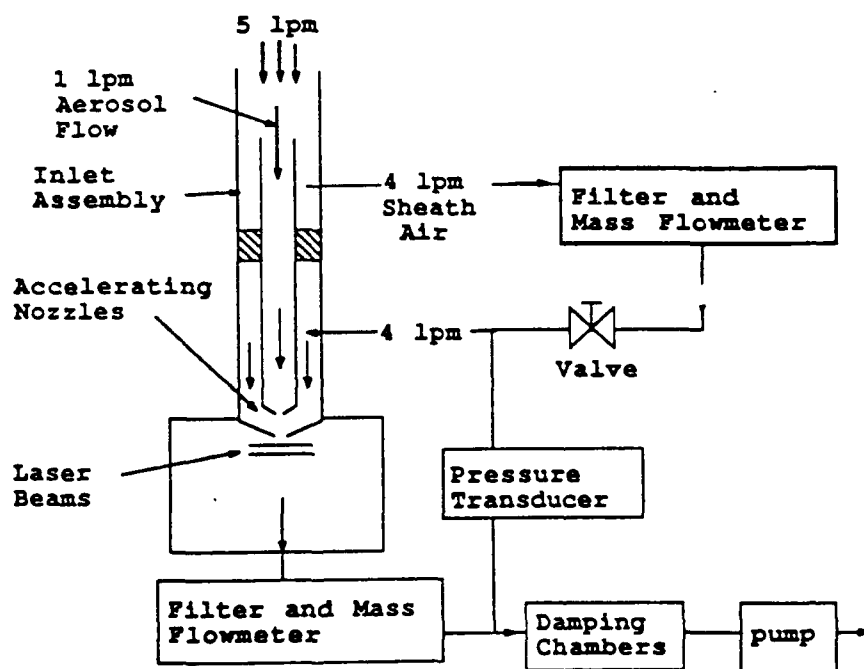 5 lpm
1 lpm
Aerosol
Flow
Inlet
Assembly
4 lpm
Sheath
Air
Filter and
Mass Flowmeter
Accelerating
Nozzles
4 lpm
Valve
Laser
Beams
Pressure
Transducer
Filter and Mass
Flowmeter
Damping
Chambers
pump